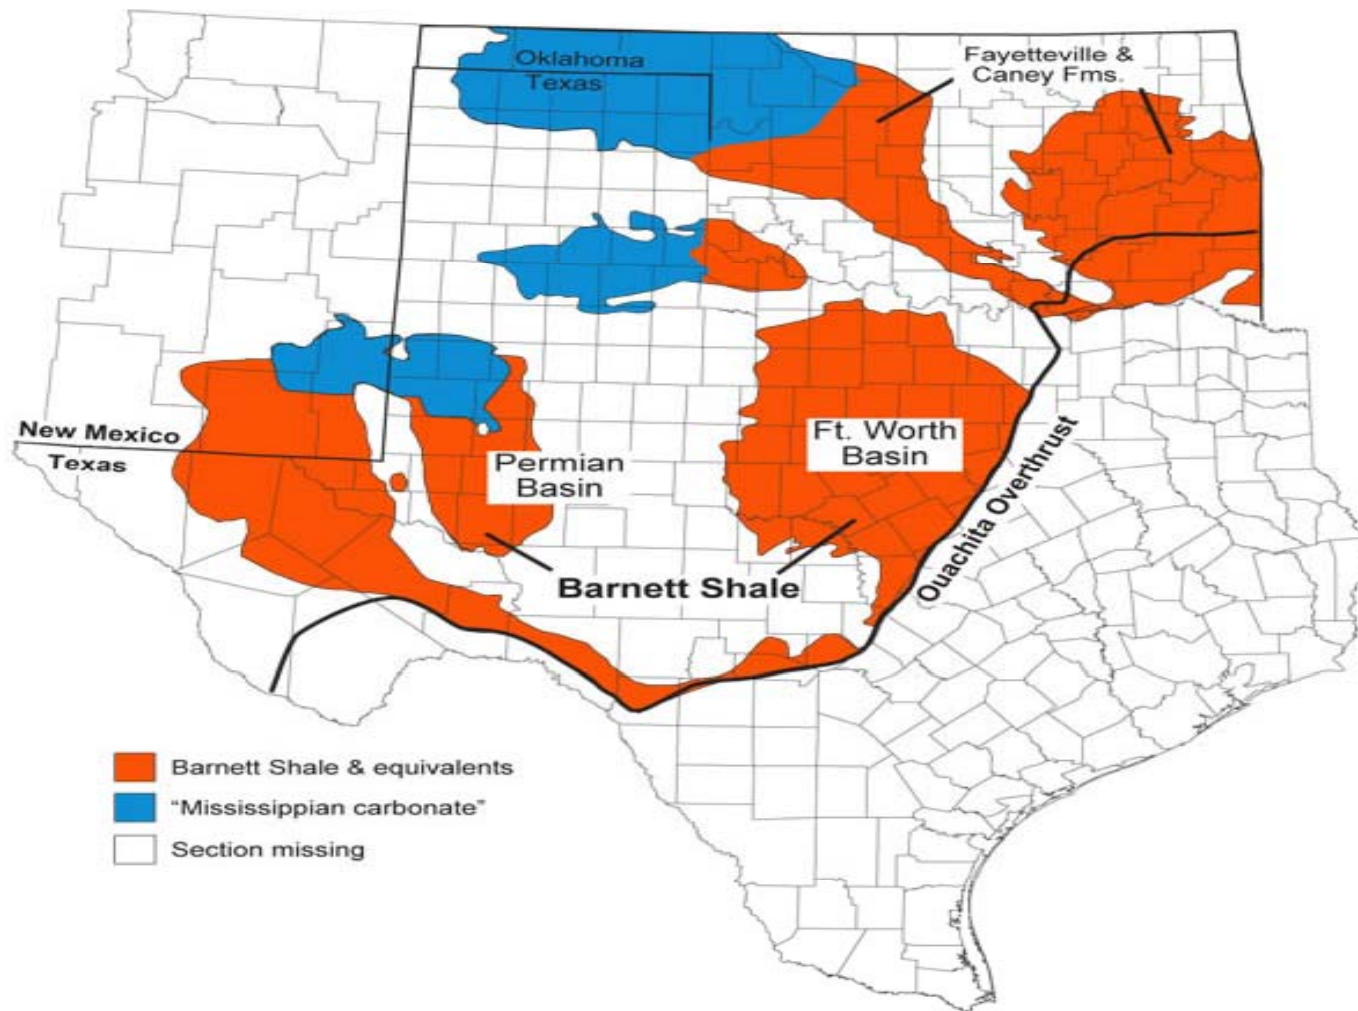 Oklahoma
Texas
Fayetteville &
Caney Fms.
New Mexico
Texas
Permian
Basin
Ft. Worth
Basin
Barnett Shale
Ouachita Overthrust
Barnett Shale & equivalents
“Mississippian carbonate”
Section missing